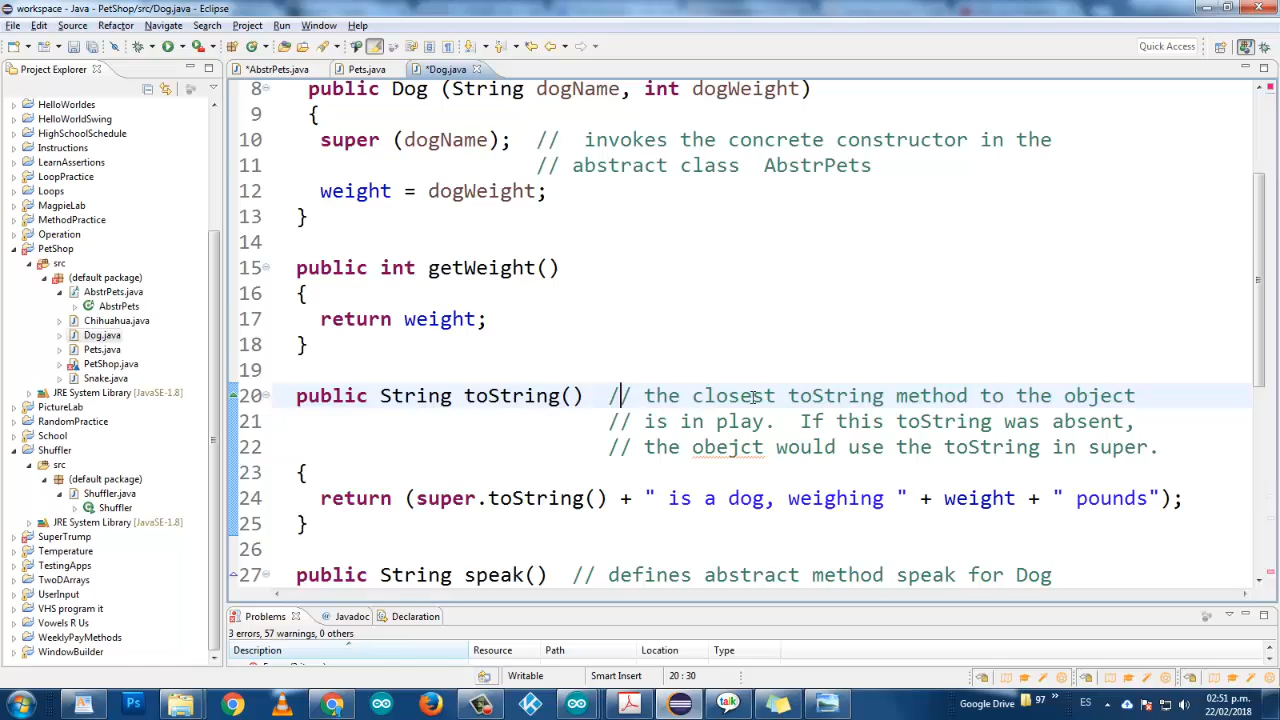 workspace - Java - PetShop/src/Dog.java - Eclipse
File Edit Source Refactor Navigate Search Project Run Window Help
Quick Access
Project Explorer
*AbstrPets.java Pets.java *Dog.java
HelloWorldes
HelloWorldSwing
HighSchoolSchedule
Instructions
LearnAssertions
LoopPractice
Loops
MagpieLab
MethodPractice
Operation
PetShop
src
(default package)
AbstrPets.java
AbstrPets
Chihuahua.java
Dog.java
Pets.java
PetShop.java
Snake.java
JRE System Library [JavaSE-1.8]
PictureLab
RandomPractice
School
Shuffler
src
(default package)
Shuffler.java
Shuffler
JRE System Library [JavaSE-1.8]
SuperTrump
Temperature
TestingApps
TwoDArrays
UserInput
VHS program it
Vowels R Us
WeeklyPayMethods
WindowBuilder
8 public Dog (String dogName, int dogWeight)
9 {
10 super (dogName); // invokes the concrete constructor in the
11 // abstract class AbstrPets
12 weight = dogWeight;
13 }
14
15 public int getWeight()
16 {
17 return weight;
18 }
19
20 public String toString() // the closest toString method to the object
21 // is in play. If this toString was absent,
22 // the obejct would use the toString in super.
23 {
24 return (super.toString() + " is a dog, weighing " + weight + " pounds");
25 }
26
27 public String speak() // defines abstract method speak for Dog
Problems @ Javadoc Declaration
3 errors, 57 warnings, 0 others
Description Resource Path Location Type
Writable Smart Insert 20 : 30
Ps talk Google Drive 97 ES 02:51 p.m.
22/02/2018